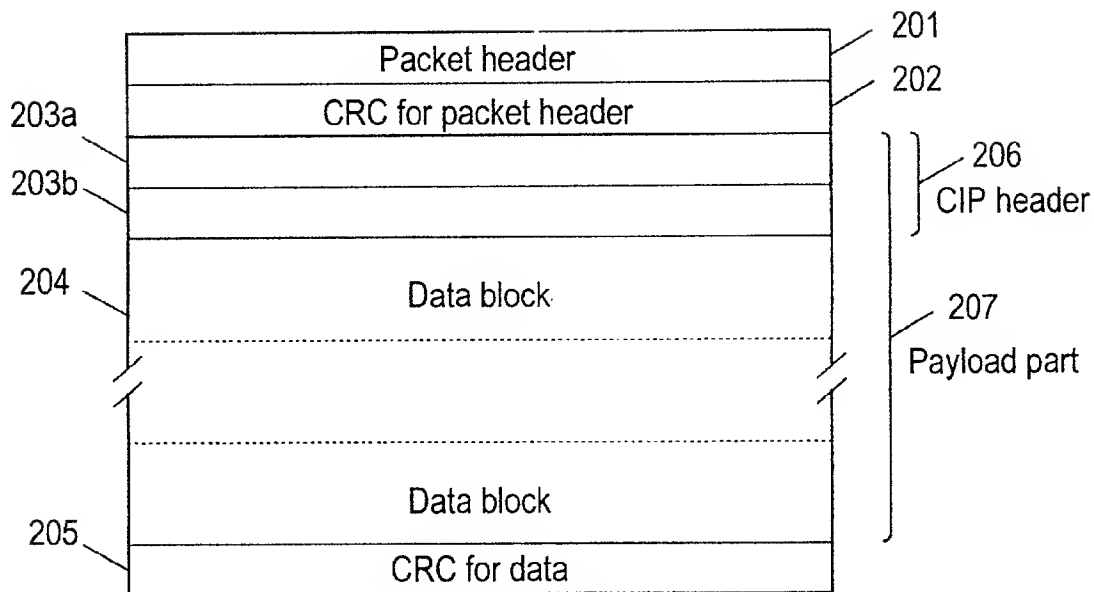 201
Packet header
202
CRC for packet header
203a
206
CIP header
203b
204
Data block
207
Payload part
Data block
205
CRC for data